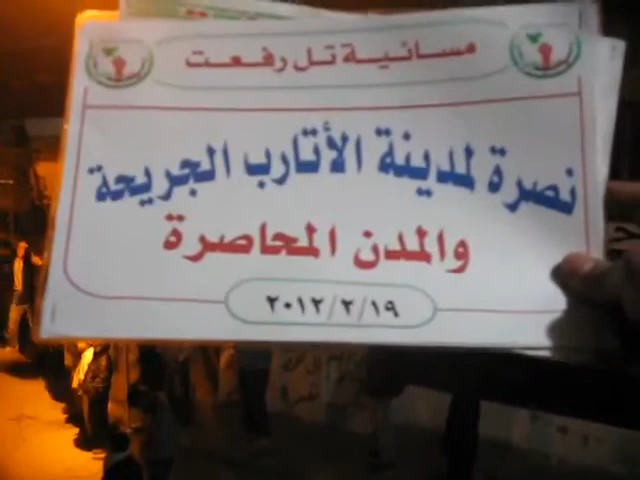 مسائية تل رفعت
نصرة لمدينة الأتارب الجريحة
والمدن المحاصرة
٢٠١٢/٢/١٩